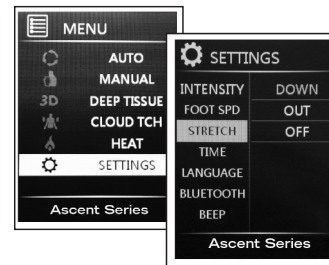 MENU
AUTO
MANUAL
3D DEEP TISSUE
CLOUD TCH
HEAT
SETTINGS
Ascent Series
SETTINGS
INTENSITY DOWN
FOOT SPD OUT
STRETCH OFF
TIME
LANGUAGE
BLUETOOTH
BEEP
Ascent Series